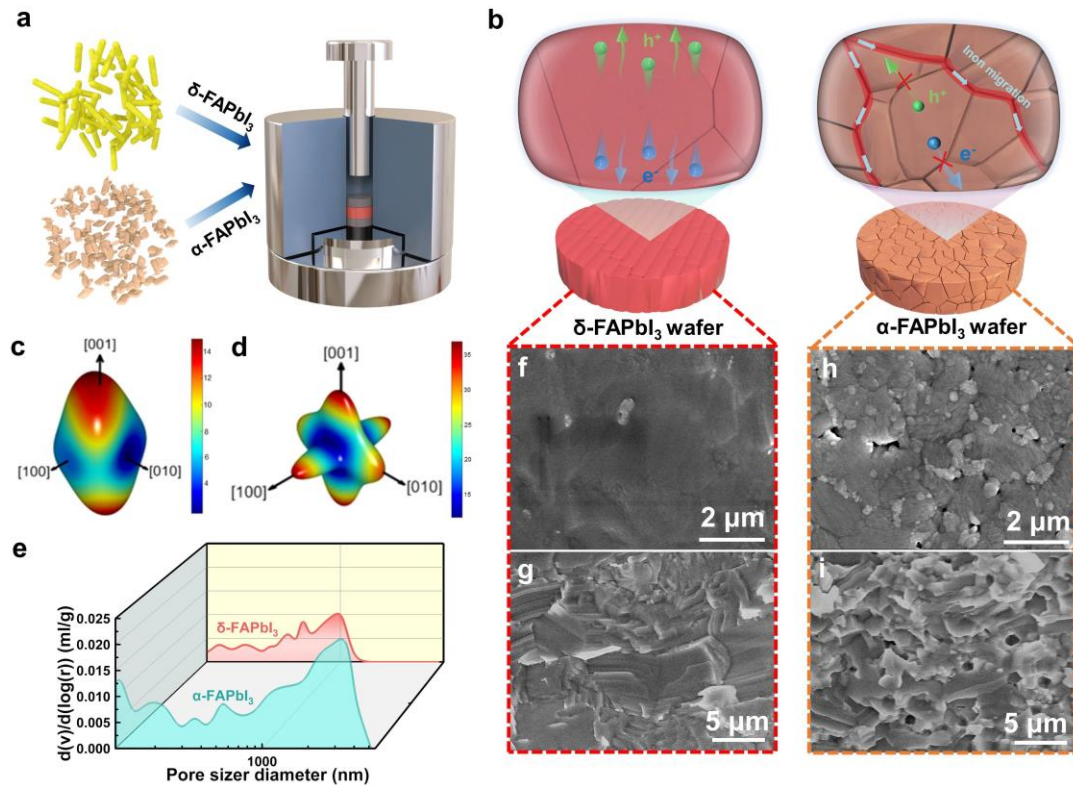 a
δ-FAPbI₃
α-FAPbI₃
b
h⁺
e⁻
Inon migration
h⁺
e⁻
δ-FAPbI₃ wafer
α-FAPbI₃ wafer
c
[001]
[100]
[010]
14
12
10
8
6
4
d
[001]
[100]
[010]
35
30
25
20
15
e
0.025
0.020
0.015
0.010
0.005
0.000
d(v)/d(log(r)) (ml/g)
δ-FAPbI₃
α-FAPbI₃
1000
Pore sizer diameter (nm)
f
2 μm
g
5 μm
h
2 μm
i
5 μm